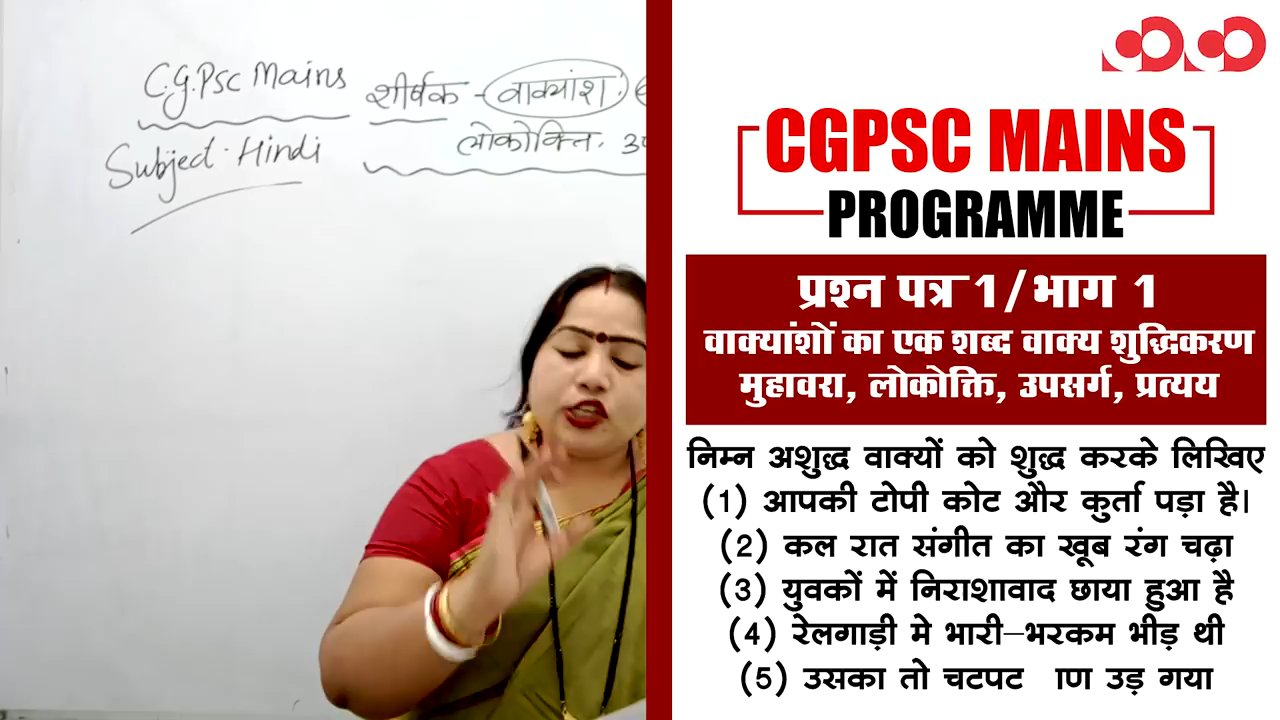 C.G.Psc Mains
Subject. Hindi
शीर्षक - वाक्यांश.
लोकोक्ति.
CGPSC MAINS
PROGRAMME
प्रश्न पत्र 1/भाग 1
वाक्यांशों का एक शब्द वाक्य शुद्धिकरण
मुहावरा, लोकोक्ति, उपसर्ग, प्रत्यय
निम्न अशुद्ध वाक्यों को शुद्ध करके लिखिए
(1) आपकी टोपी कोट और कुर्ता पड़ा है।
(2) कल रात संगीत का खूब रंग चढ़ा
(3) युवकों में निराशावाद छाया हुआ है
(4) रेलगाड़ी मे भारी–भरकम भीड़ थी
(5) उसका तो चटपट ाण उड़ गया